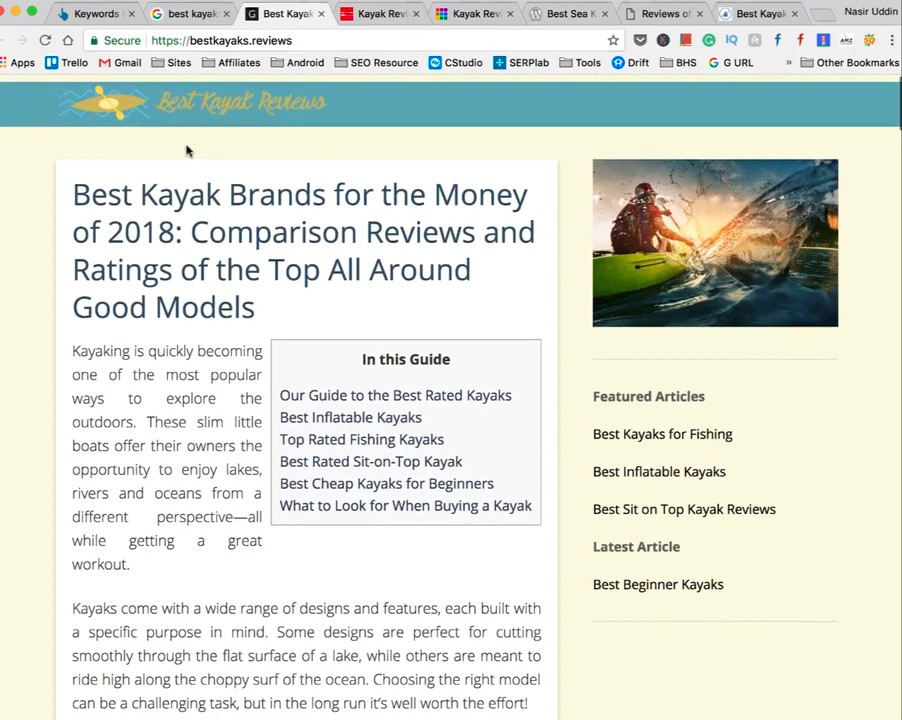 Keywords
best kayak
Best Kayak
Kayak Revi
Kayak Revi
Best Sea K
Reviews of
Best Kayak
Nasir Uddin
Secure
https://bestkayaks.reviews
Apps
Trello
Gmail
Sites
Affiliates
Android
SEO Resource
CStudio
SERPlab
Tools
Drift
BHS
G URL
»
Other Bookmarks
Best Kayak Reviews
Best Kayak Brands for the Money
of 2018: Comparison Reviews and
Ratings of the Top All Around
Good Models
Kayaking is quickly becoming
one of the most popular
ways to explore the
outdoors. These slim little
boats offer their owners the
opportunity to enjoy lakes,
rivers and oceans from a
different perspective—all
while getting a great
workout.
In this Guide
Our Guide to the Best Rated Kayaks
Best Inflatable Kayaks
Top Rated Fishing Kayaks
Best Rated Sit-on-Top Kayak
Best Cheap Kayaks for Beginners
What to Look for When Buying a Kayak
Kayaks come with a wide range of designs and features, each built with
a specific purpose in mind. Some designs are perfect for cutting
smoothly through the flat surface of a lake, while others are meant to
ride high along the choppy surf of the ocean. Choosing the right model
can be a challenging task, but in the long run it's well worth the effort!
Featured Articles
Best Kayaks for Fishing
Best Inflatable Kayaks
Best Sit on Top Kayak Reviews
Latest Article
Best Beginner Kayaks